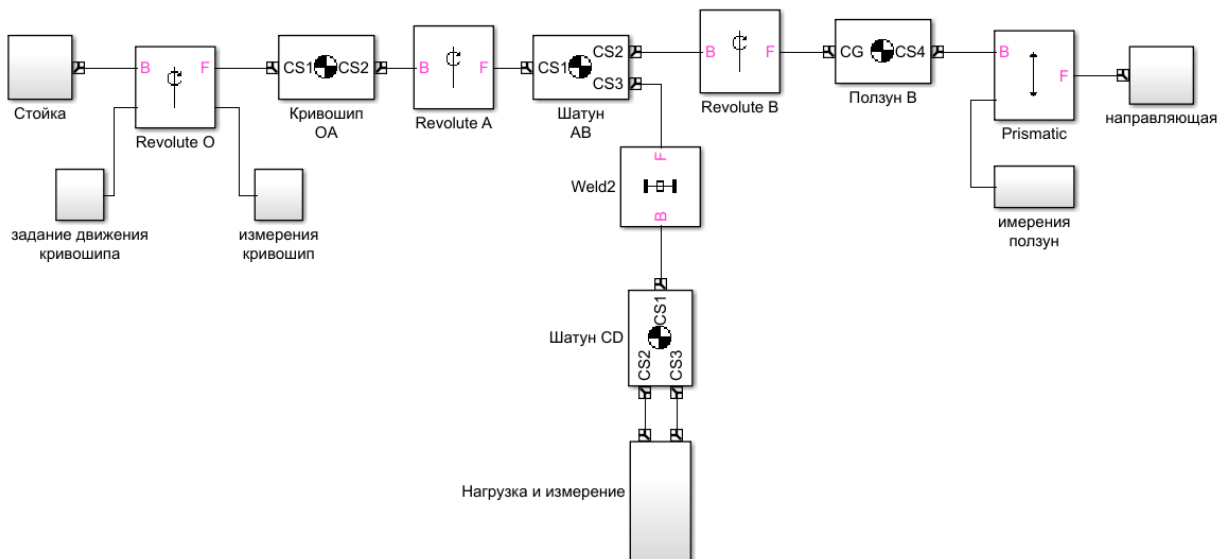 B
F
Стойка
Revolute O
задание движения
кривошипа
измерения
кривошип
CS1
CS2
Кривошип
OA
B
F
Revolute A
CS1
CS2
CS3
Шатун
AB
B
F
Revolute B
CG
CS4
Ползун B
B
F
Prismatic
направляющая
имерения
ползун
F
Weld2
B
CS1
Шатун CD
CS2
CS3
Нагрузка и измерение